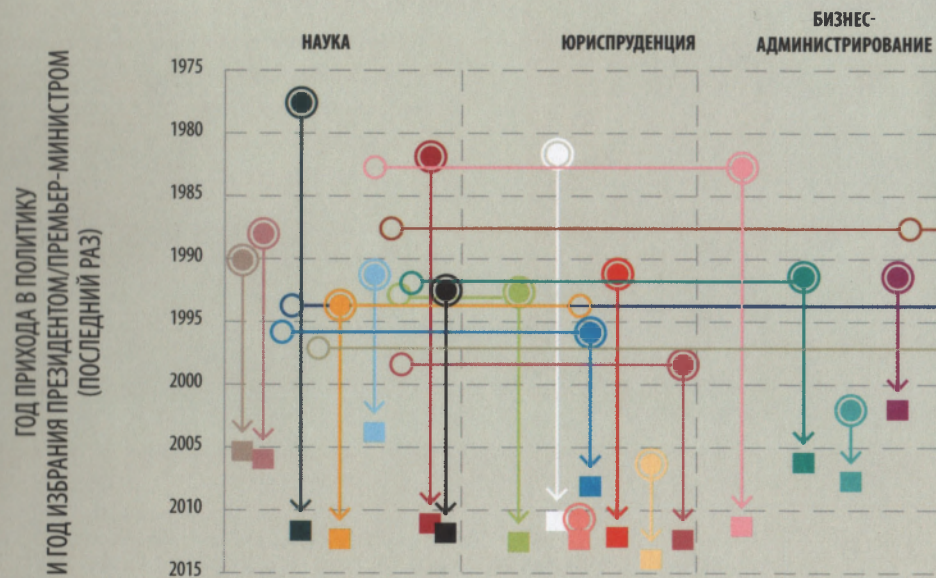 НАУКА
ЮРИСПРУДЕНЦИЯ
БИЗНЕС-
АДМИНИСТРИРОВАНИЕ
ГОД ПРИХОДА В ПОЛИТИКУ
И ГОД ИЗБРАНИЯ ПРЕЗИДЕНТОМ/ПРЕМЬЕР-МИНИСТРОМ
(ПОСЛЕДНИЙ РАЗ)
1975
1980
1985
1990
1995
2000
2005
2010
2015